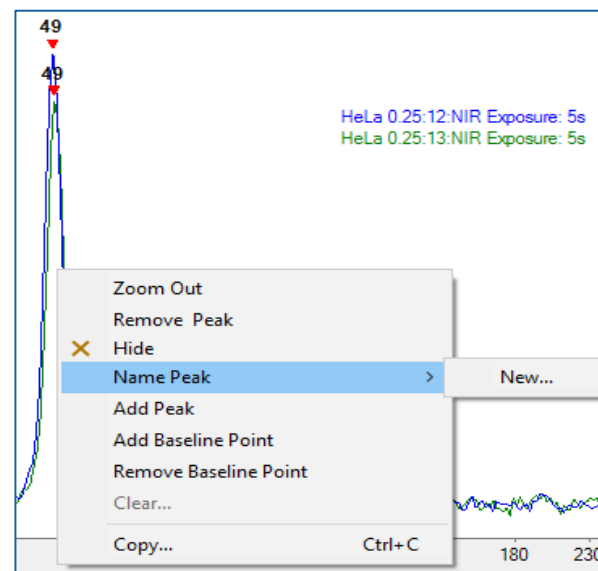 49
49
HeLa 0.25:12:NIR Exposure: 5s
HeLa 0.25:13:NIR Exposure: 5s
Zoom Out
Remove Peak
Hide
Name Peak > New...
Add Peak
Add Baseline Point
Remove Baseline Point
Clear...
Copy... Ctrl+C
180 230